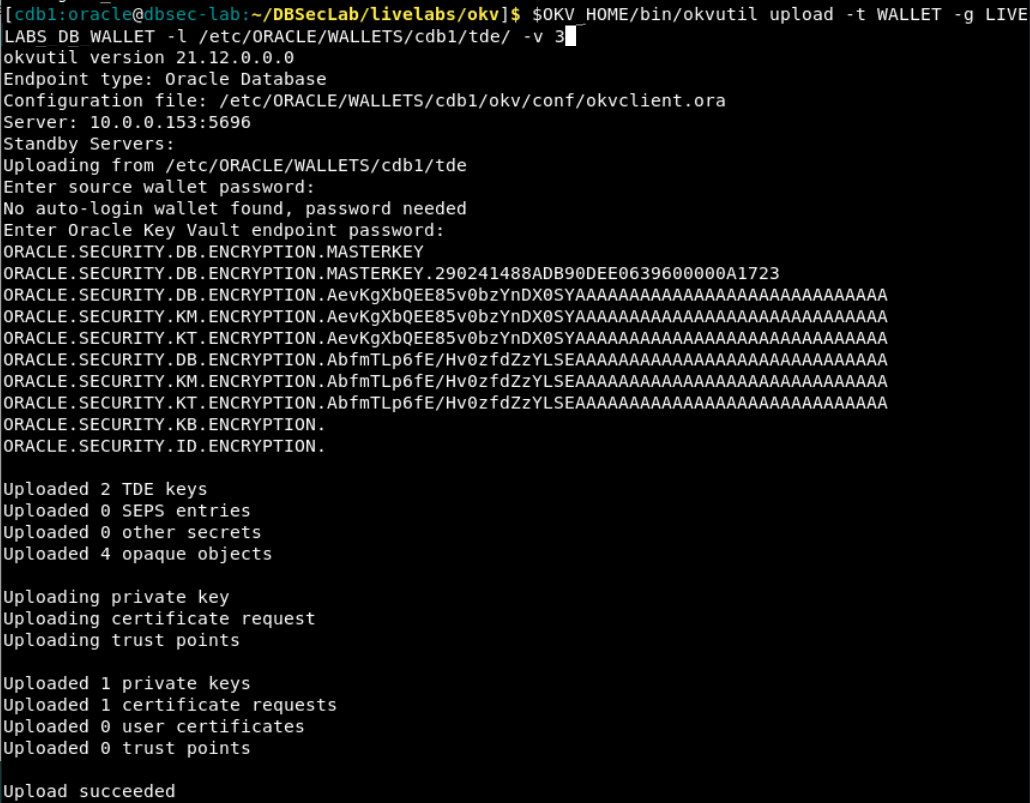 [cdb1:oracle@dbsec-lab:~/DBSecLab/livelabs/okv]$ $OKV_HOME/bin/okvutil upload -t WALLET -g LIVE
LABS_DB_WALLET -l /etc/ORACLE/WALLETS/cdb1/tde/ -v 3
okvutil version 21.12.0.0.0
Endpoint type: Oracle Database
Configuration file: /etc/ORACLE/WALLETS/cdb1/okv/conf/okvclient.ora
Server: 10.0.0.153:5696
Standby Servers:
Uploading from /etc/ORACLE/WALLETS/cdb1/tde
Enter source wallet password:
No auto-login wallet found, password needed
Enter Oracle Key Vault endpoint password:
ORACLE.SECURITY.DB.ENCRYPTION.MASTERKEY
ORACLE.SECURITY.DB.ENCRYPTION.MASTERKEY.290241488ADB90DEE0639600000A1723
ORACLE.SECURITY.DB.ENCRYPTION.AevKgXbQEE85v0bzYnDX0SYAAAAAAAAAAAAAAAAAAAAAAAAAAAAA
ORACLE.SECURITY.KM.ENCRYPTION.AevKgXbQEE85v0bzYnDX0SYAAAAAAAAAAAAAAAAAAAAAAAAAAAAA
ORACLE.SECURITY.KT.ENCRYPTION.AevKgXbQEE85v0bzYnDX0SYAAAAAAAAAAAAAAAAAAAAAAAAAAAAA
ORACLE.SECURITY.DB.ENCRYPTION.AbfmTLp6fE/Hv0zfdZzYLSEAAAAAAAAAAAAAAAAAAAAAAAAAAAAA
ORACLE.SECURITY.KM.ENCRYPTION.AbfmTLp6fE/Hv0zfdZzYLSEAAAAAAAAAAAAAAAAAAAAAAAAAAAAA
ORACLE.SECURITY.KT.ENCRYPTION.AbfmTLp6fE/Hv0zfdZzYLSEAAAAAAAAAAAAAAAAAAAAAAAAAAAAA
ORACLE.SECURITY.KB.ENCRYPTION.
ORACLE.SECURITY.ID.ENCRYPTION.
Uploaded 2 TDE keys
Uploaded 0 SEPS entries
Uploaded 0 other secrets
Uploaded 4 opaque objects
Uploading private key
Uploading certificate request
Uploading trust points
Uploaded 1 private keys
Uploaded 1 certificate requests
Uploaded 0 user certificates
Uploaded 0 trust points
Upload succeeded